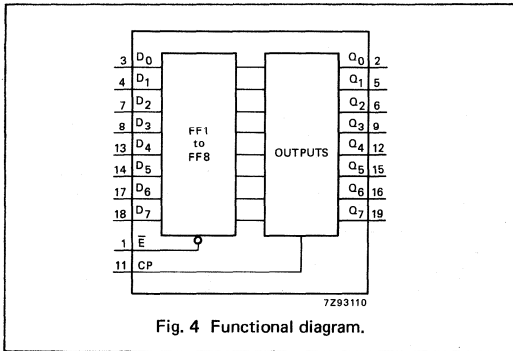 3 D0 Q0 2
4 D1 Q1 5
7 D2 Q2 6
8 D3 Q3 9
13 D4 Q4 12
14 D5 Q5 15
17 D6 Q6 16
18 D7 Q7 19
FF1
to
FF8
OUTPUTS
1 E̅
11 CP
7Z93110
Fig. 4 Functional diagram.